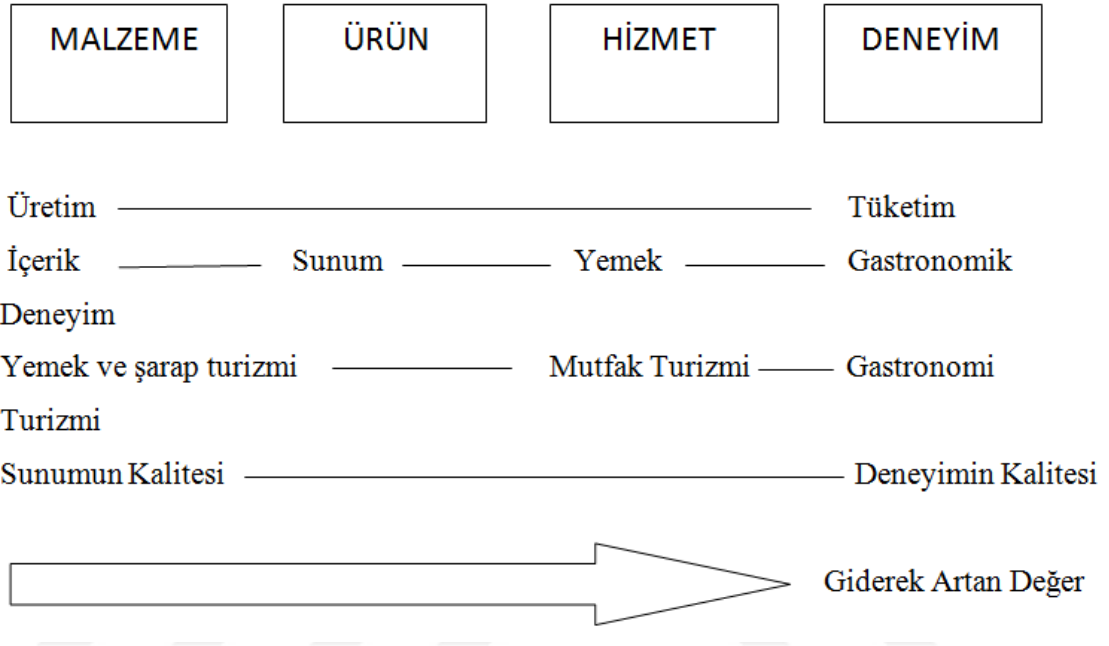 MALZEME ÜRÜN HİZMET DENEYİM
Üretim Tüketim
İçerik Sunum Yemek Gastronomik
Deneyim
Yemek ve şarap turizmi Mutfak Turizmi Gastronomi
Turizmi
Sunumun Kalitesi Deneyimin Kalitesi
Giderek Artan Değer